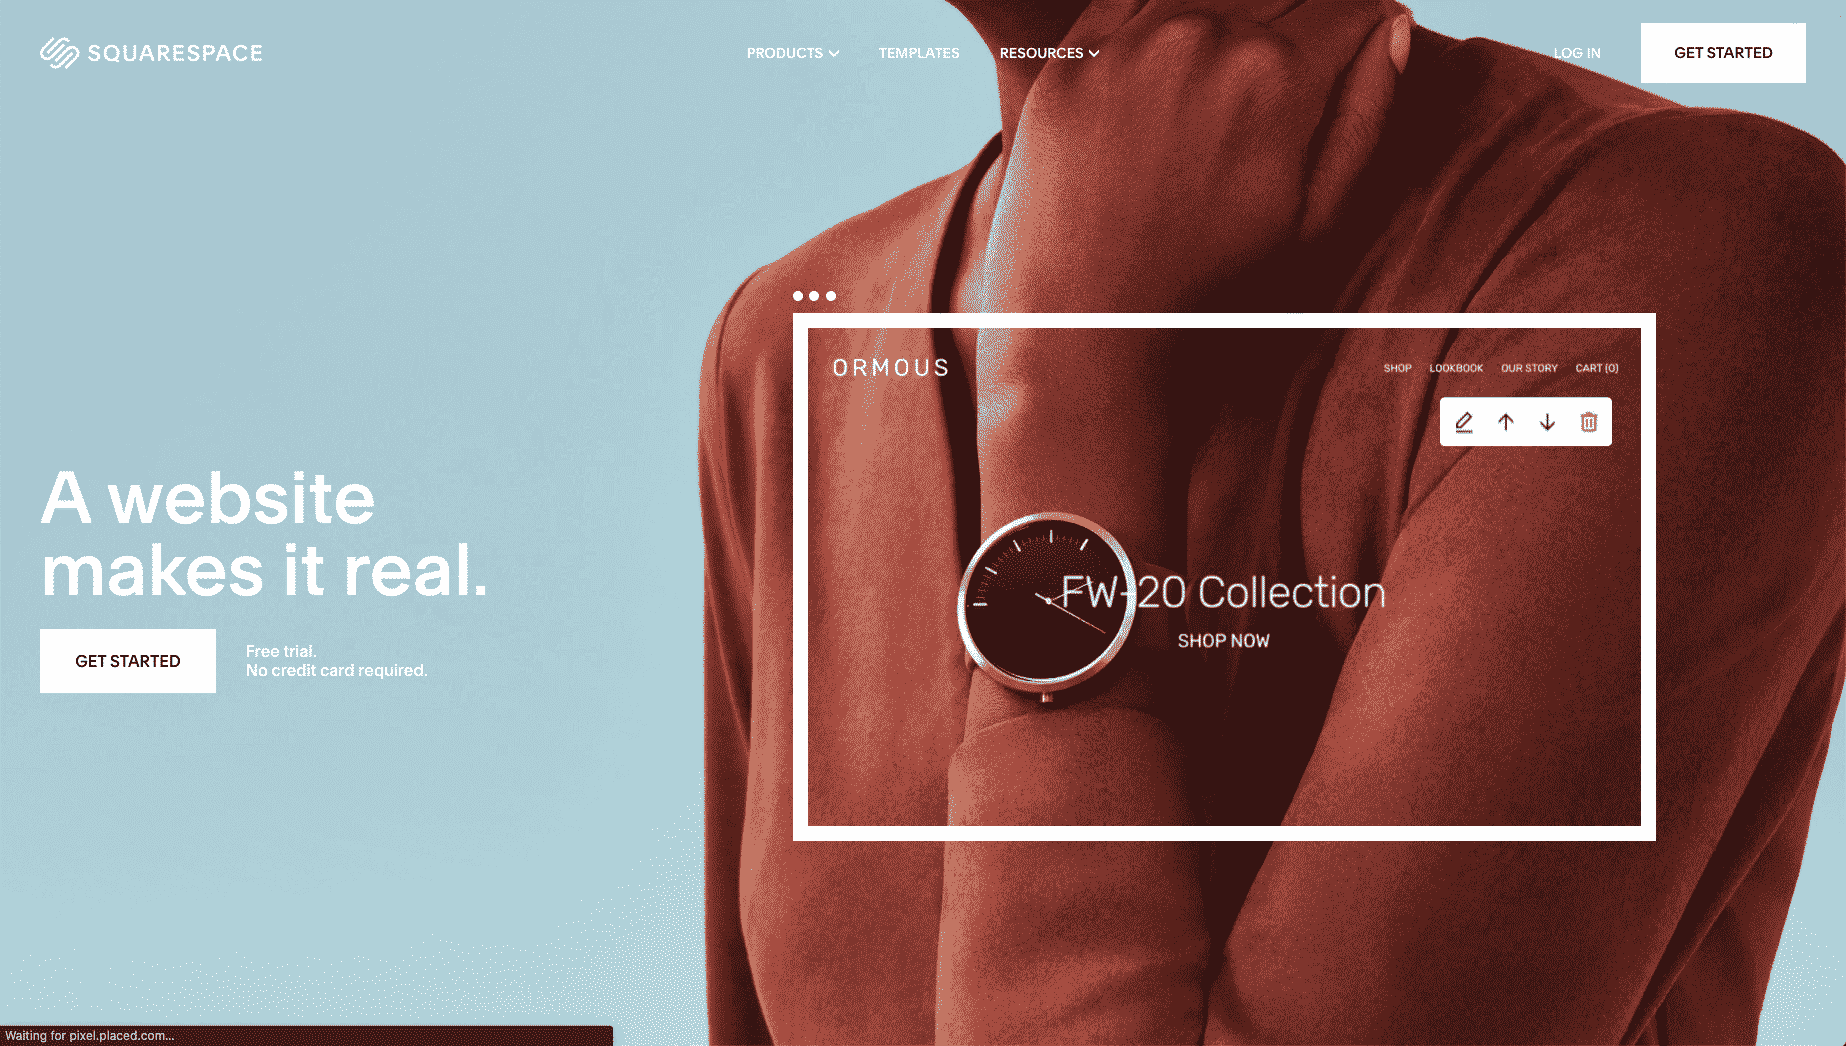 SQUARESPACE
PRODUCTS
TEMPLATES
RESOURCES
LOG IN
GET STARTED
A website
makes it real.
GET STARTED
Free trial.
No credit card required.
ORMOUS
SHOP
LOOKBOOK
OUR STORY
CART (0)
FW-20 Collection
SHOP NOW
Waiting for pixel.placed.com...